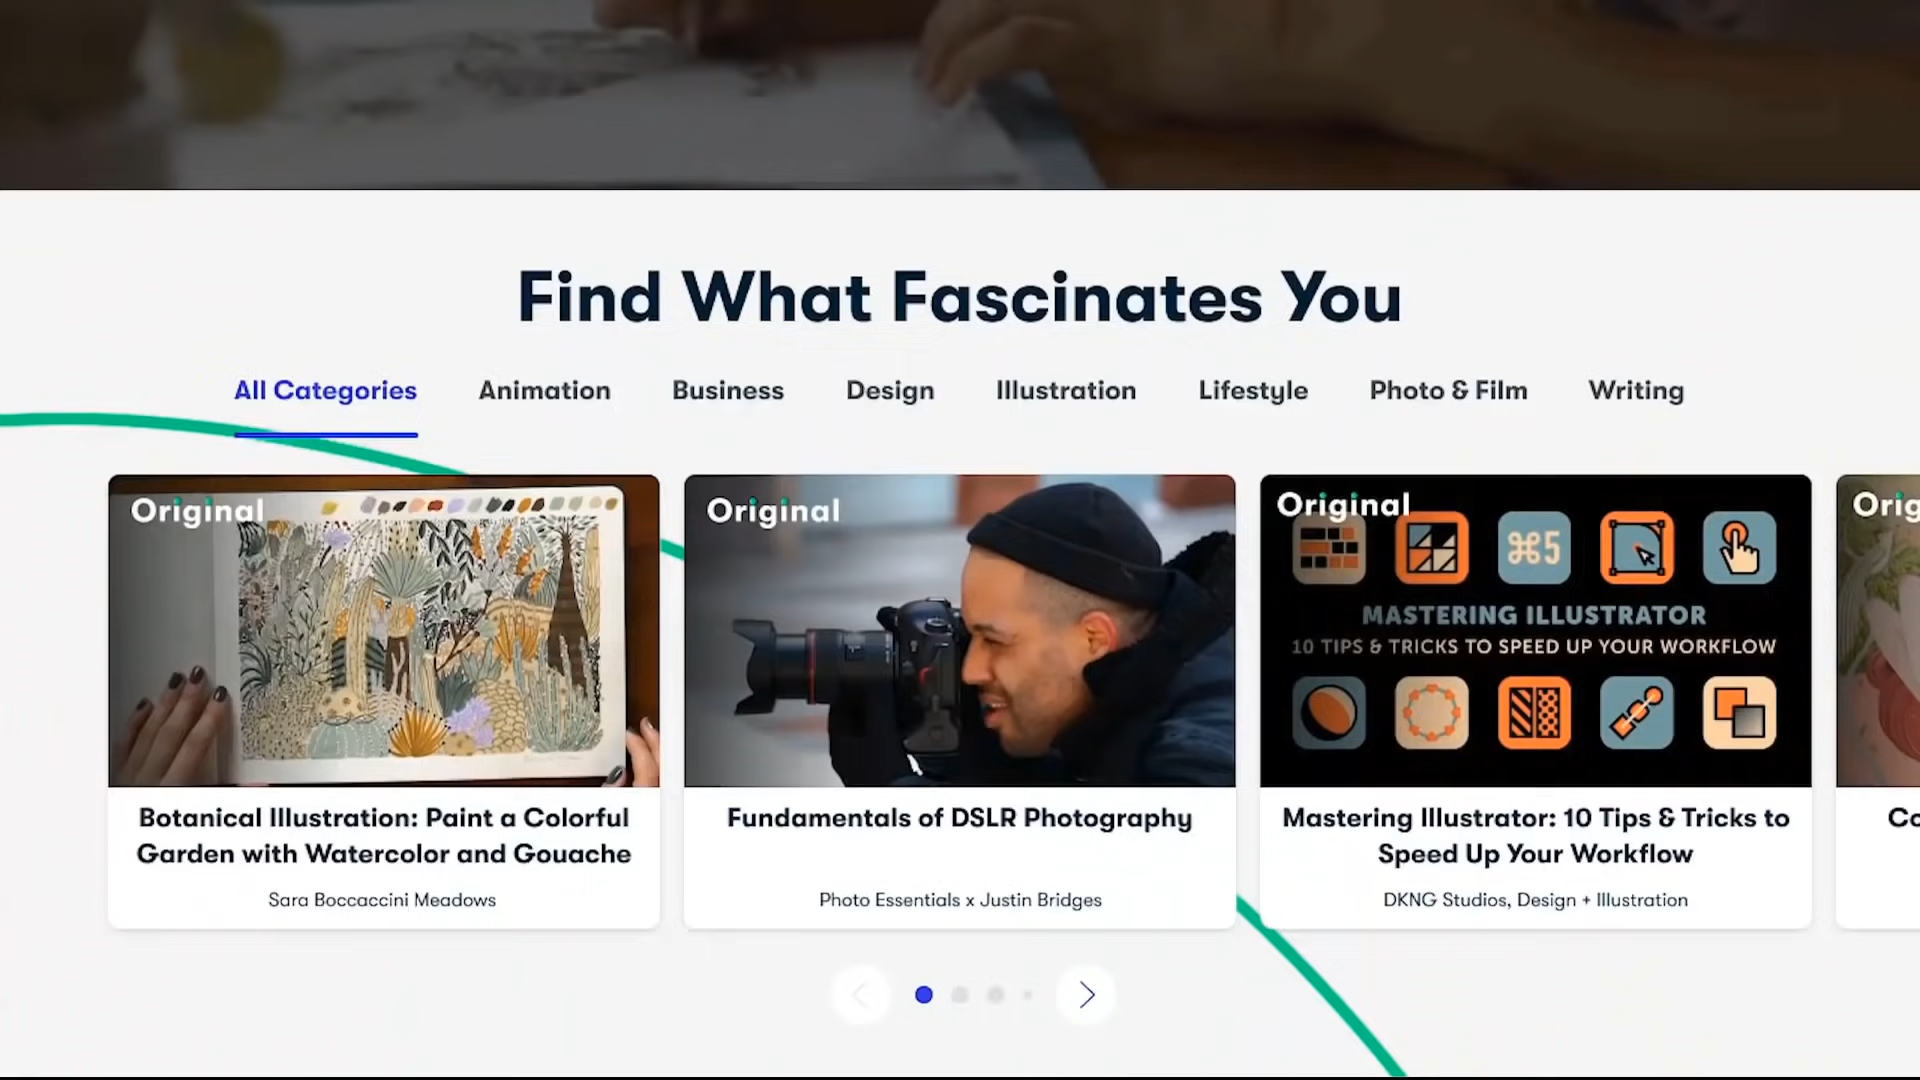 Find What Fascinates You
All Categories Animation Business Design Illustration Lifestyle Photo & Film Writing
Original
Botanical Illustration: Paint a Colorful
Garden with Watercolor and Gouache
Sara Boccaccini Meadows
Original
Fundamentals of DSLR Photography
Photo Essentials x Justin Bridges
Original
⌘5
MASTERING ILLUSTRATOR
10 TIPS & TRICKS TO SPEED UP YOUR WORKFLOW
Mastering Illustrator: 10 Tips & Tricks to
Speed Up Your Workflow
DKNG Studios, Design + Illustration
Orig
Co